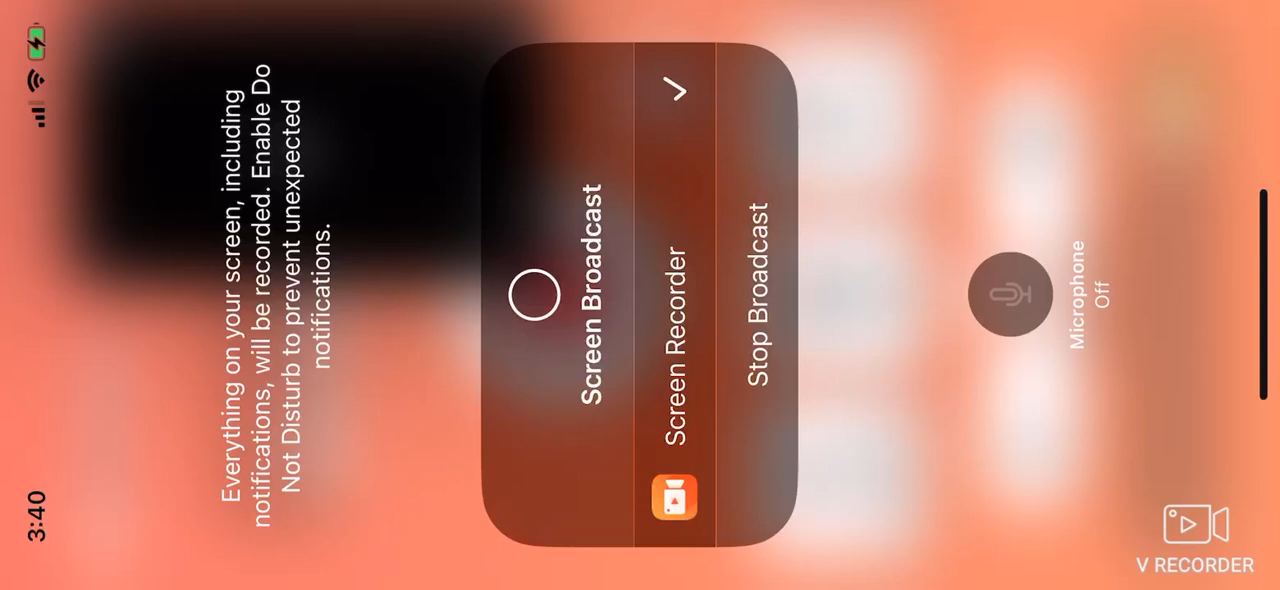 3:40
Everything on your screen, including
notifications, will be recorded. Enable Do
Not Disturb to prevent unexpected
notifications.
Screen Broadcast
Screen Recorder
Stop Broadcast
Microphone
Off
V RECORDER